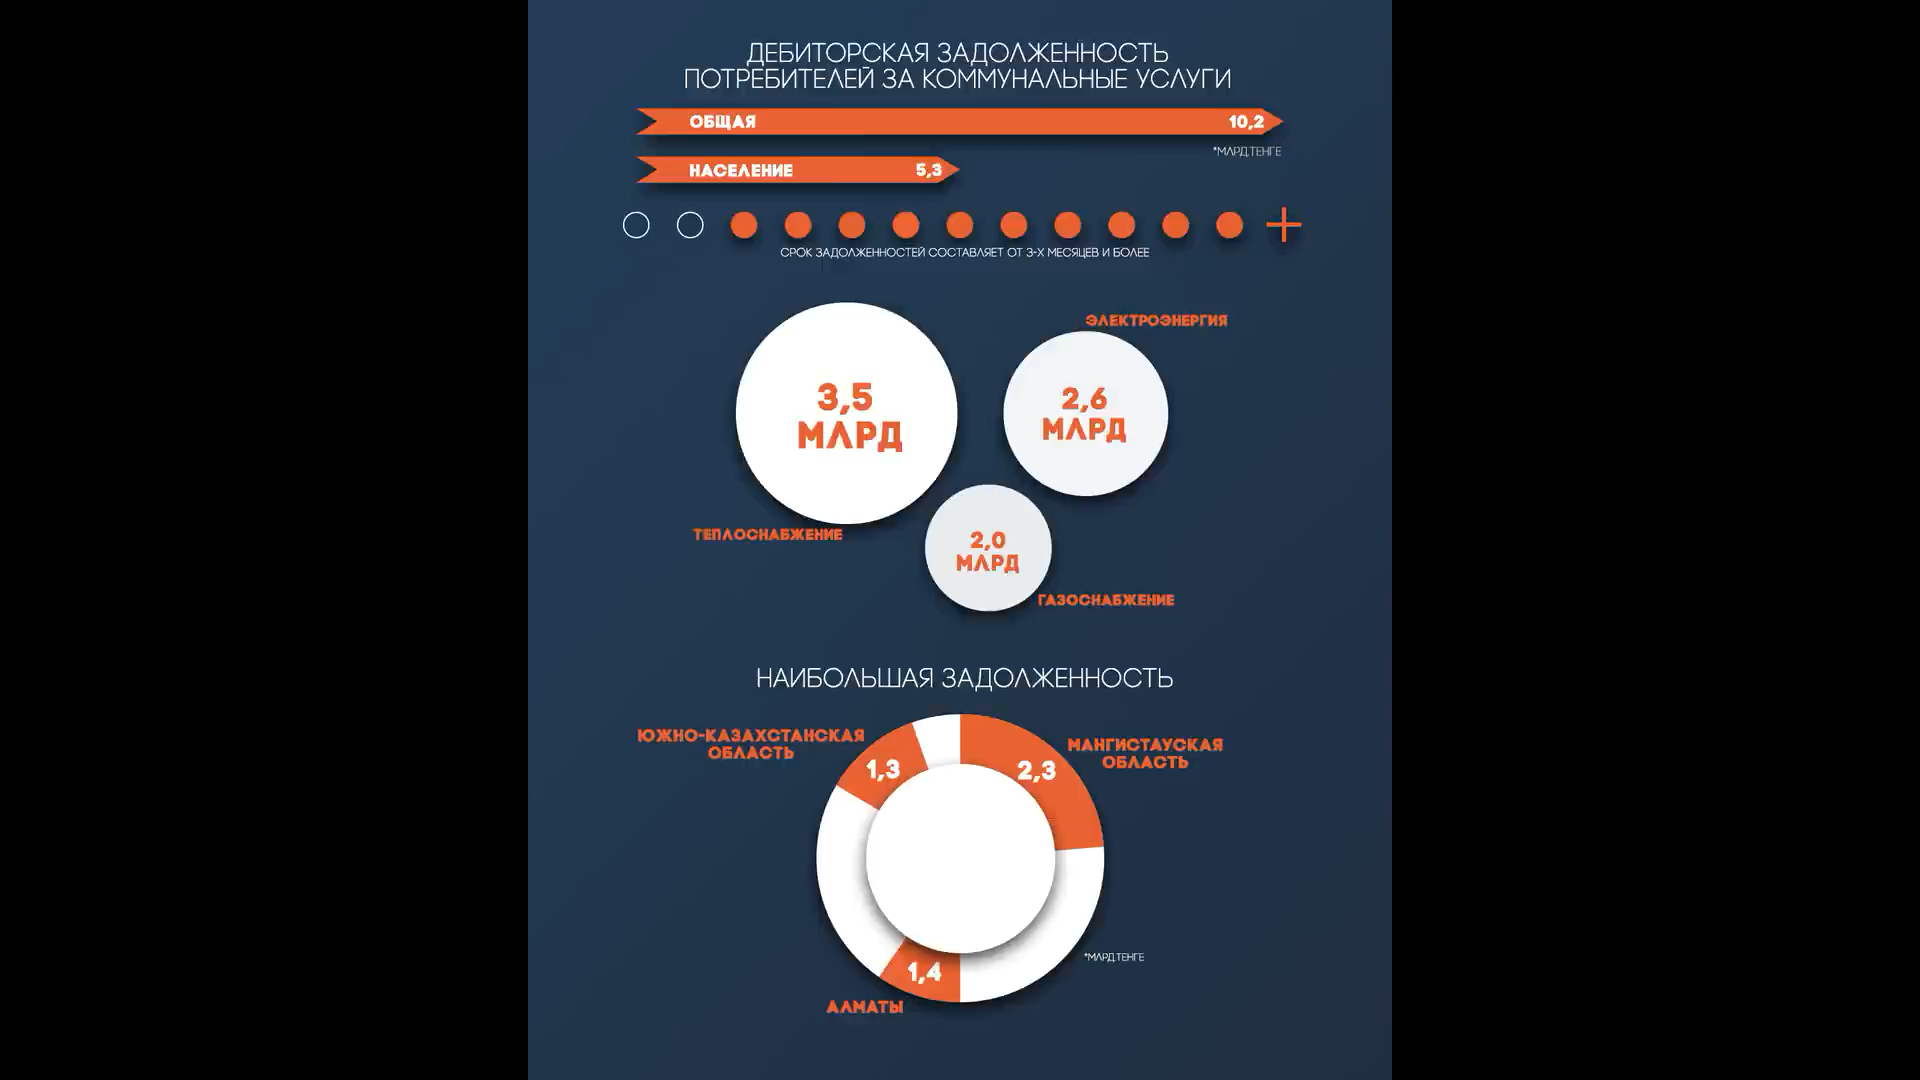 ДЕБИТОРСКАЯ ЗАДОЛЖЕННОСТЬ
ПОТРЕБИТЕЛЕЙ ЗА КОММУНАЛЬНЫЕ УСЛУГИ
ОБЩАЯ 10,2
*МЛРД.ТЕНГЕ
НАСЕЛЕНИЕ 5,3
СРОК ЗАДОЛЖЕННОСТЕЙ СОСТАВЛЯЕТ ОТ 3-Х МЕСЯЦЕВ И БОЛЕЕ
ЭЛЕКТРОЭНЕРГИЯ
3,5
МЛРД
2,6
МЛРД
ТЕПЛОСНАБЖЕНИЕ
2,0
МЛРД
ГАЗОСНАБЖЕНИЕ
НАИБОЛЬШАЯ ЗАДОЛЖЕННОСТЬ
ЮЖНО-КАЗАХСТАНСКАЯ
ОБЛАСТЬ
1,3
МАНГИСТАУСКАЯ
ОБЛАСТЬ
2,3
*МЛРД.ТЕНГЕ
1,4
АЛМАТЫ